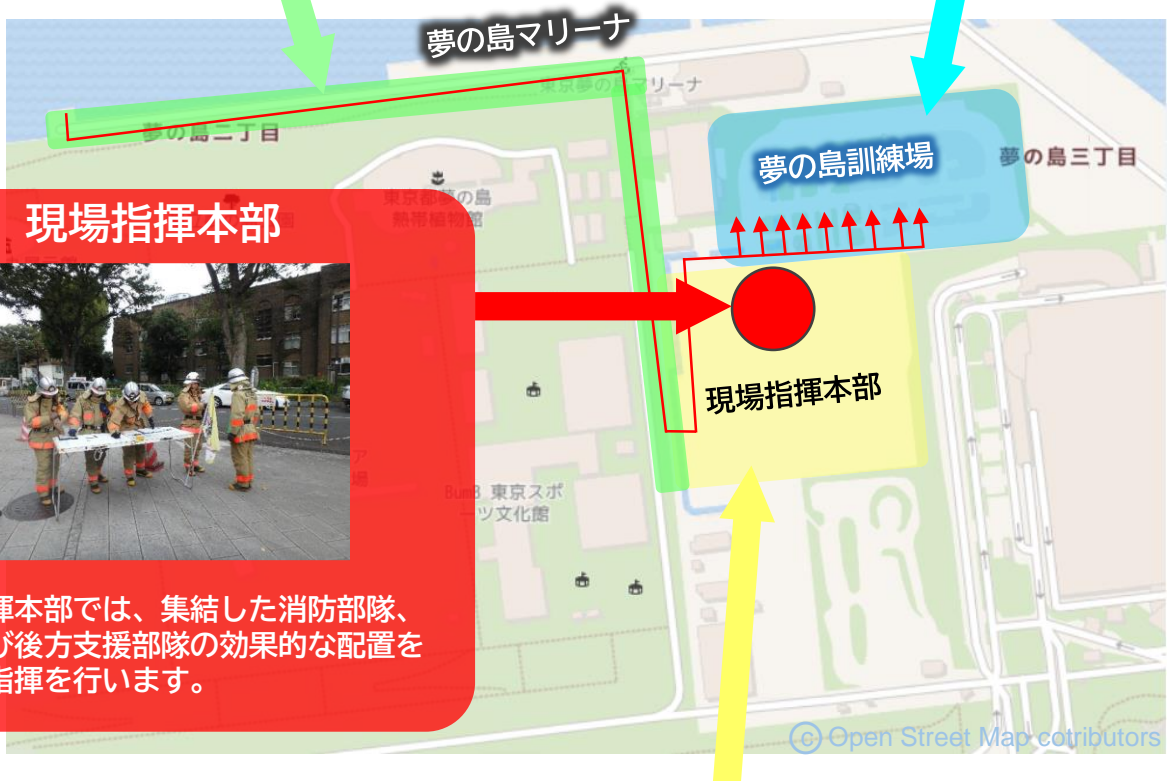 夢の島マリーナ
東京夢の島マリーナ
夢の島二丁目
夢の島訓練場
夢の島三丁目
東京都夢の島
熱帯植物館
現場指揮本部
現場指揮本部
BumB 東京スポ
ーツ文化館
揮本部では、集結した消防部隊、
び後方支援部隊の効果的な配置を
指揮を行います。
© Open Street Map cotributors